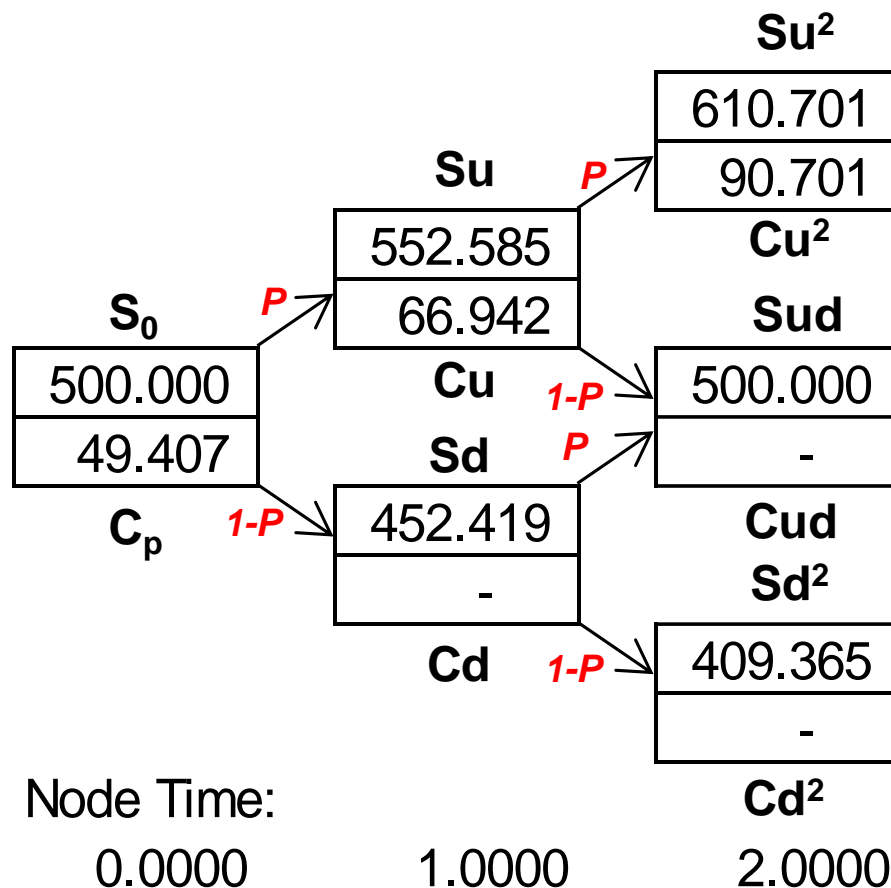 Su²
610.701
90.701
Cu²
Su
P
552.585
66.942
Cu
S₀
P
500.000
49.407
Cₚ
Sud
1-P
500.000
P
-
Cud
Sd
1-P
452.419
-
Cd
Sd²
1-P
409.365
-
Cd²
Node Time:
0.0000 1.0000 2.0000